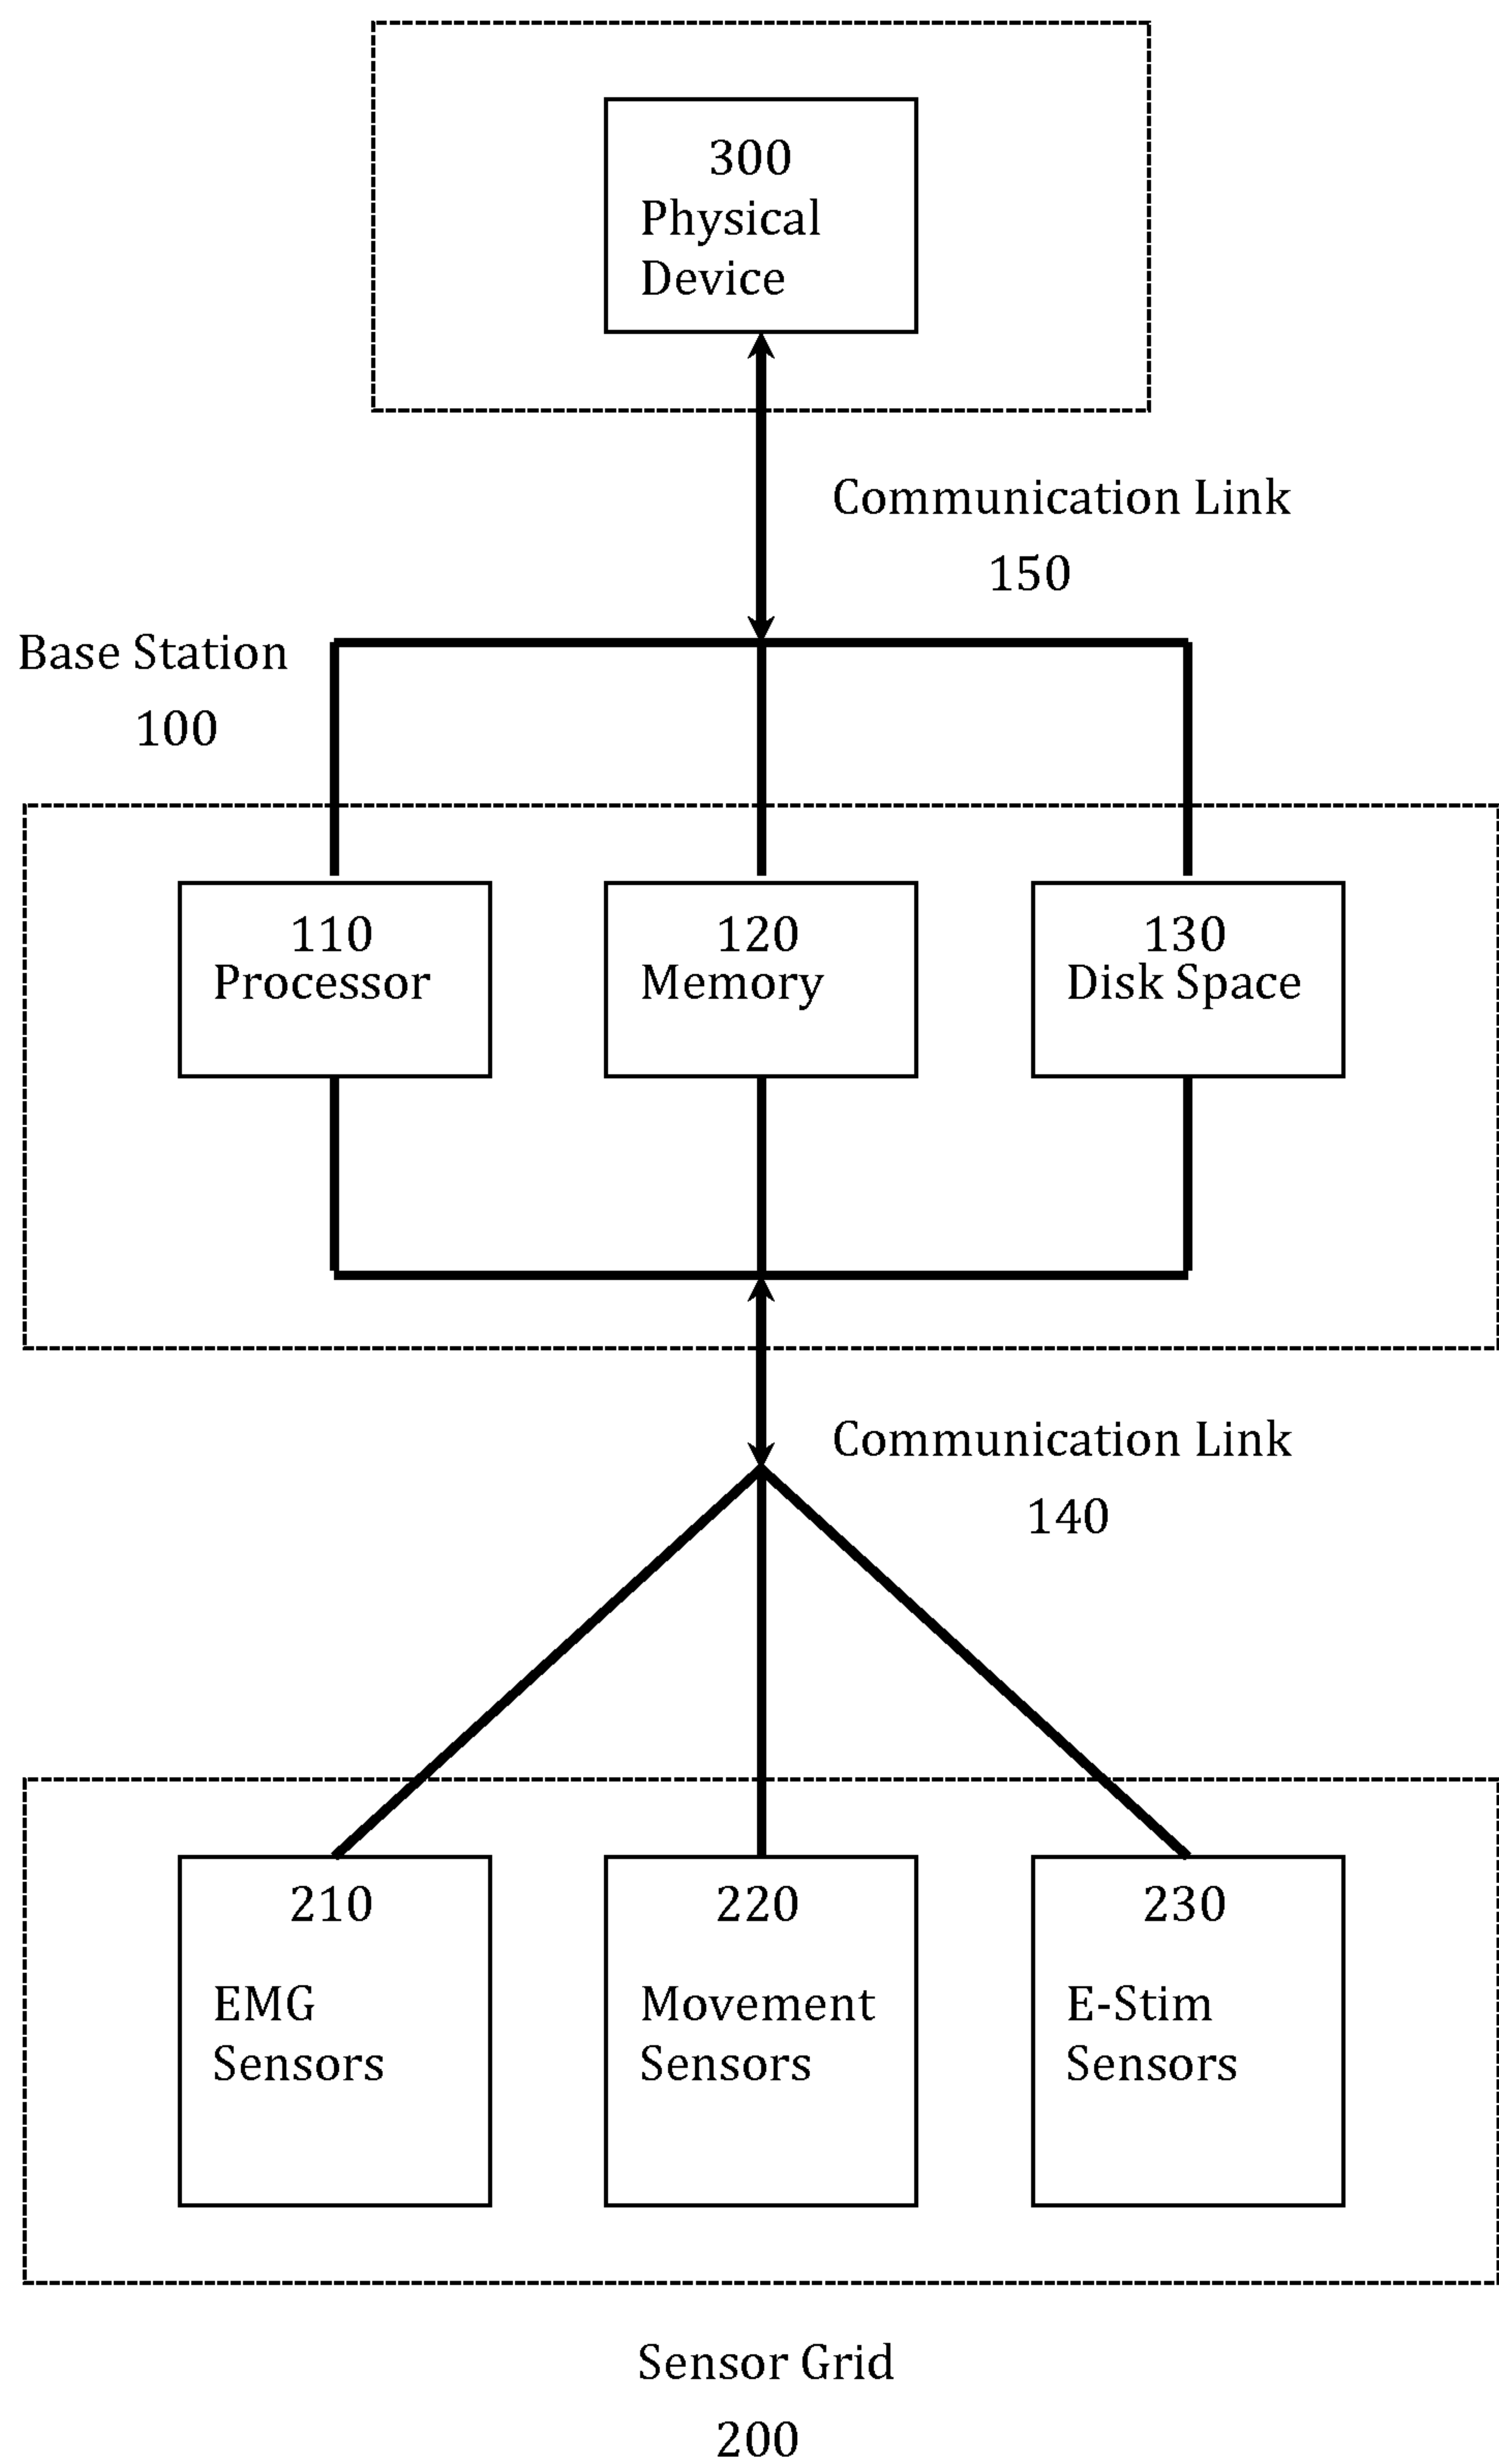 300
Physical
Device
Communication Link
150
Base Station
100
110
Processor
120
Memory
130
Disk Space
Communication Link
140
210
EMG
Sensors
220
Movement
Sensors
230
E-Stim
Sensors
Sensor Grid
200